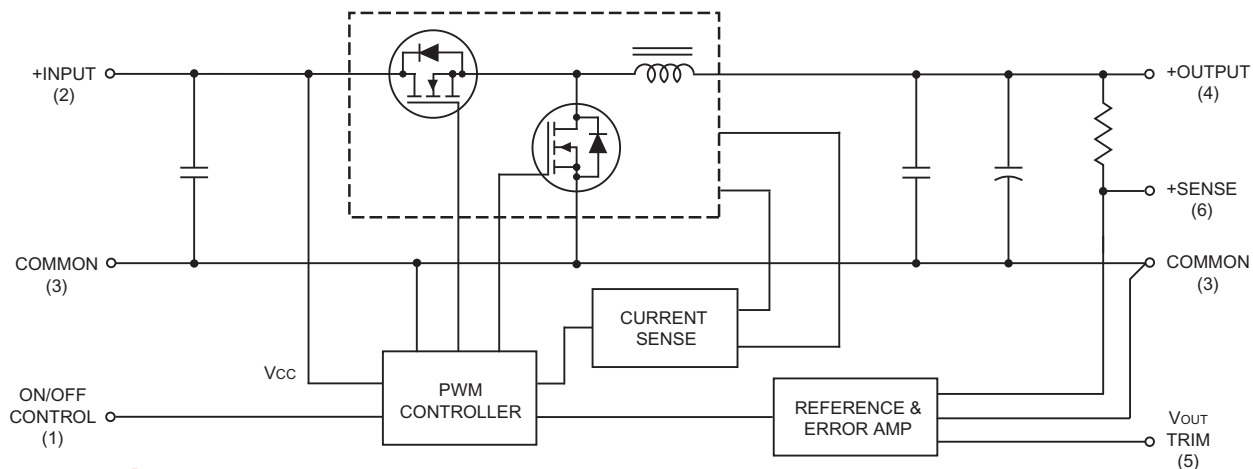 +INPUT
(2)
+OUTPUT
(4)
+SENSE
(6)
COMMON
(3)
COMMON
(3)
CURRENT
SENSE
VCC
PWM
CONTROLLER
ON/OFF
CONTROL
(1)
REFERENCE &
ERROR AMP
VOUT
TRIM
(5)